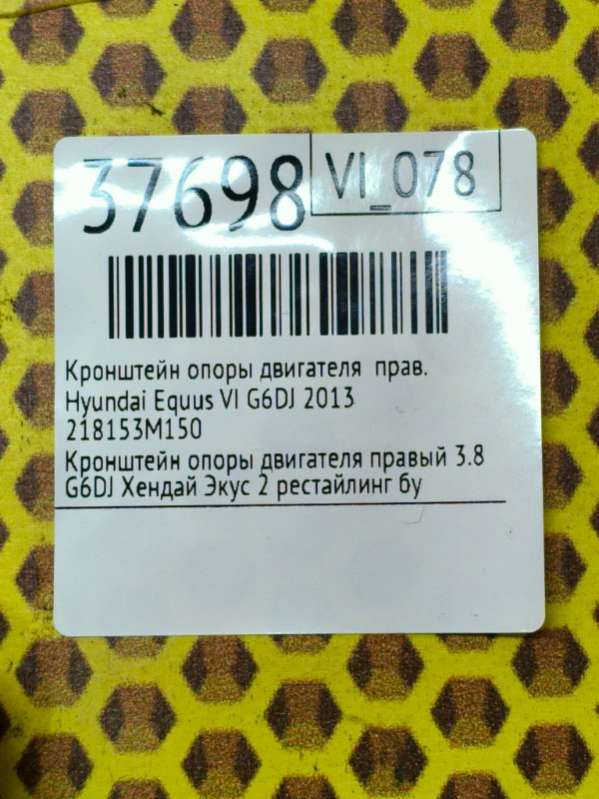 37698
VI_078
Кронштейн опоры двигателя прав.
Hyundai Equus VI G6DJ 2013
218153M150
Кронштейн опоры двигателя правый 3.8
G6DJ Хендай Экус 2 рестайлинг бу